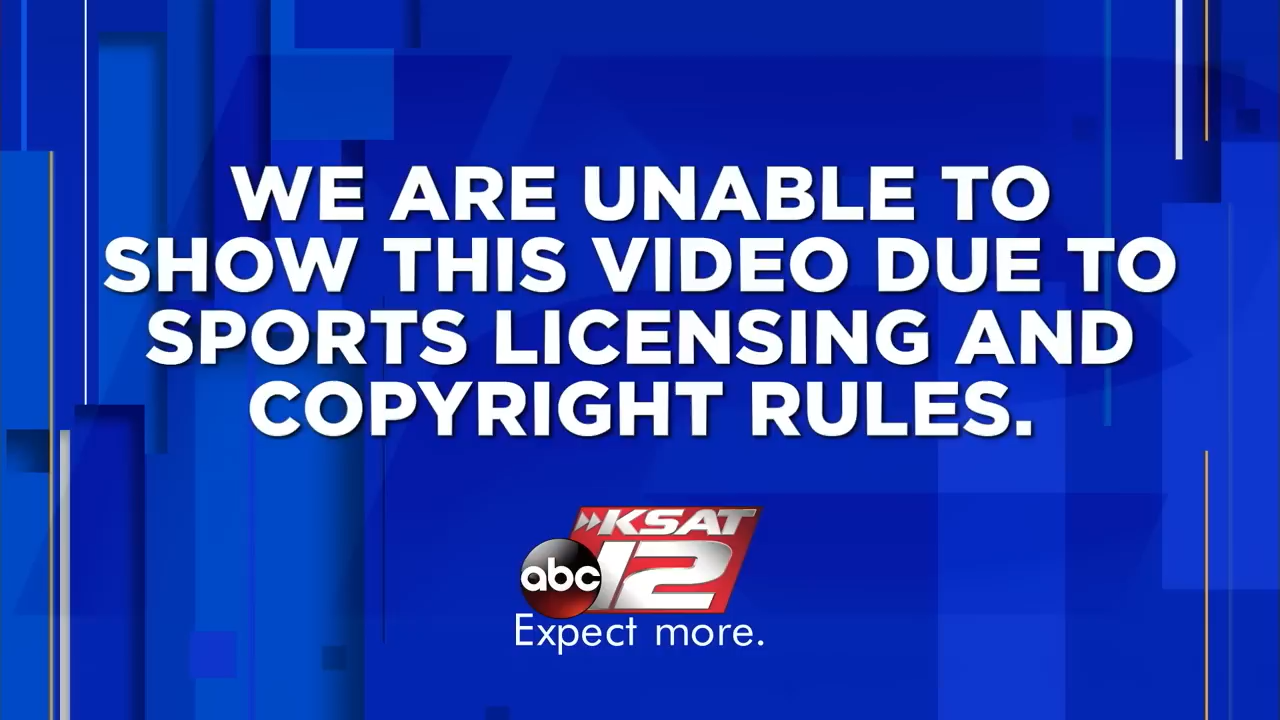 WE ARE UNABLE TO
SHOW THIS VIDEO DUE TO
SPORTS LICENSING AND
COPYRIGHT RULES.
KSAT
abc 12
Expect more.